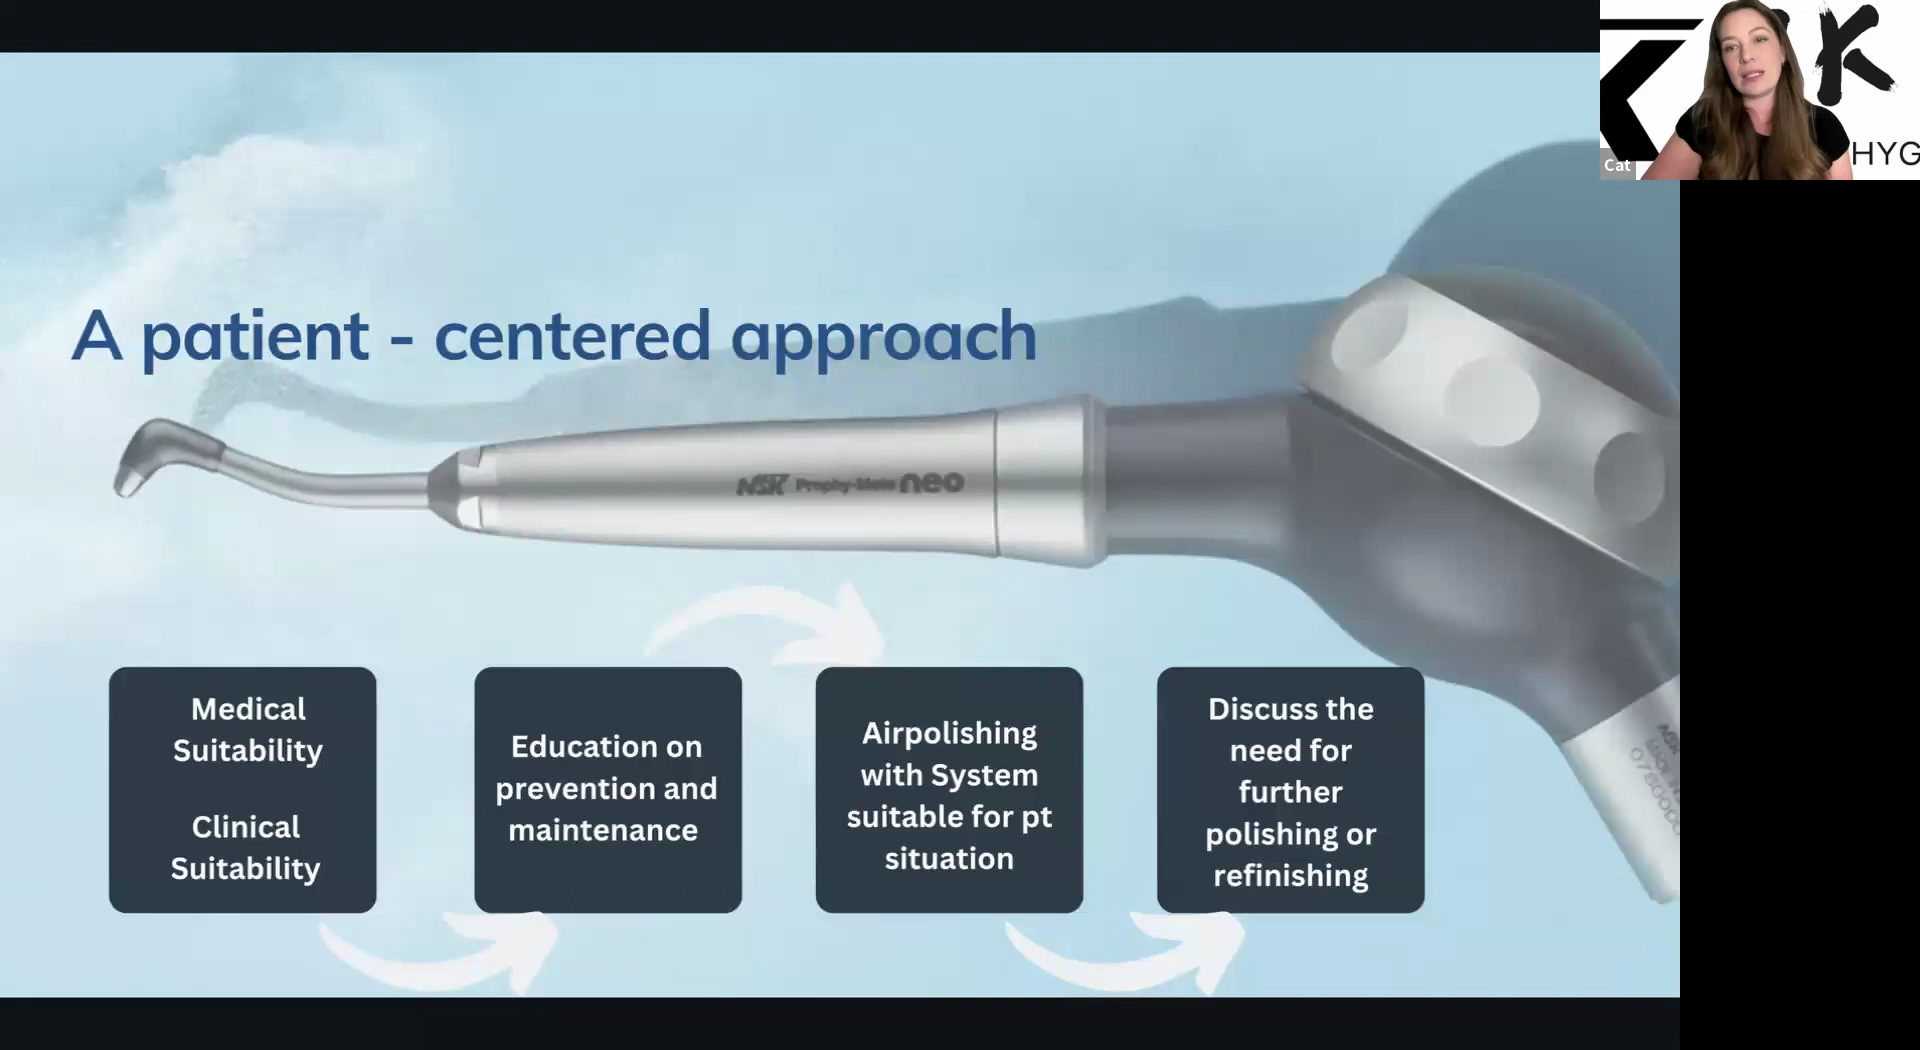 K
HYG
Cat
A patient - centered approach
NSK Prophy-Mate neo
Medical
Suitability
Clinical
Suitability
Education on
prevention and
maintenance
Airpolishing
with System
suitable for pt
situation
Discuss the
need for
further
polishing or
refinishing
NSK